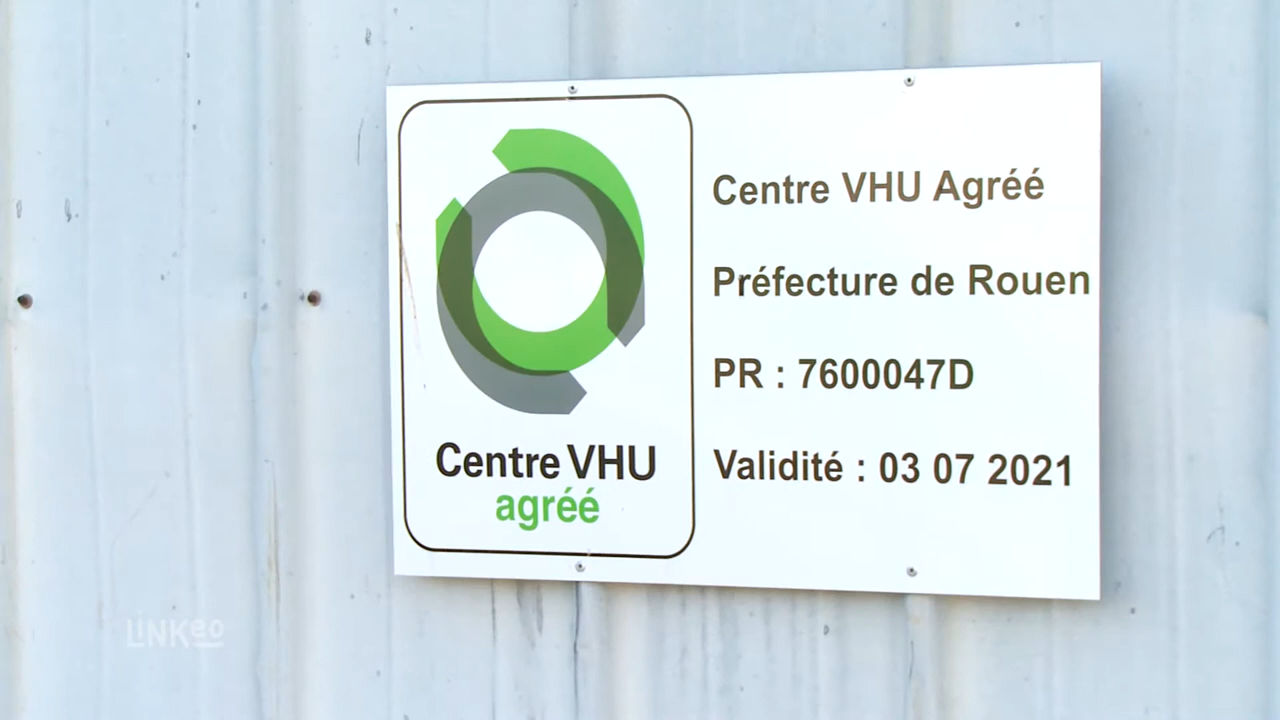 Centre VHU
agréé
Centre VHU Agréé
Préfecture de Rouen
PR : 7600047D
Validité : 03 07 2021
LiNKeo